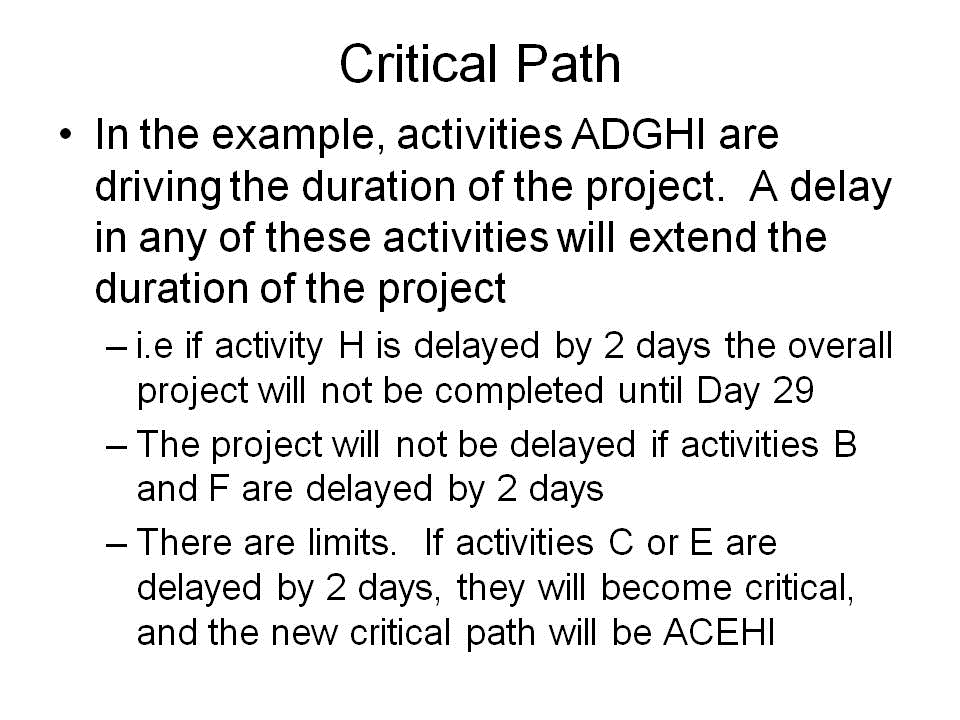 Critical Path
• In the example, activities ADGHI are
driving the duration of the project.  A delay
in any of these activities will extend the
duration of the project
– i.e if activity H is delayed by 2 days the overall
project will not be completed until Day 29
– The project will not be delayed if activities B
and F are delayed by 2 days
– There are limits.  If activities C or E are
delayed by 2 days, they will become critical,
and the new critical path will be ACEHI